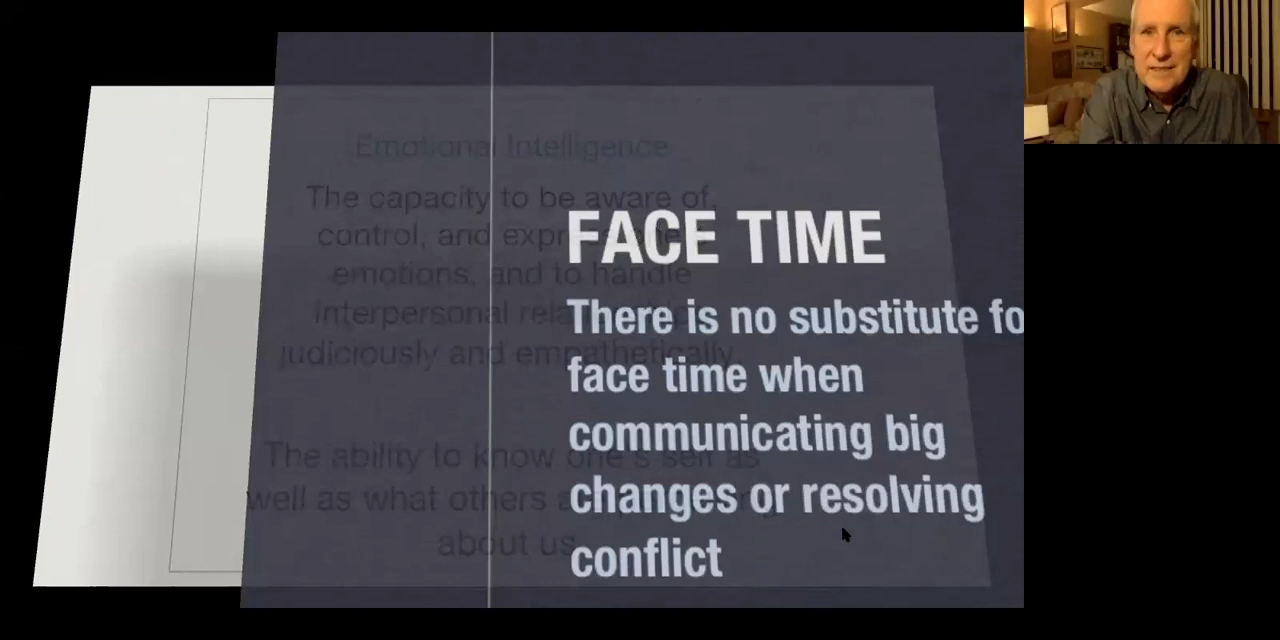 Emotional Intelligence
The capacity to be aware of,
control, and
emotions, and to handle
interpersonal
judiciously and empathetically,
The ability to know one's self as
well as what others
about us
FACE TIME
There is no substitute fo
face time when
communicating big
changes or resolving
conflict